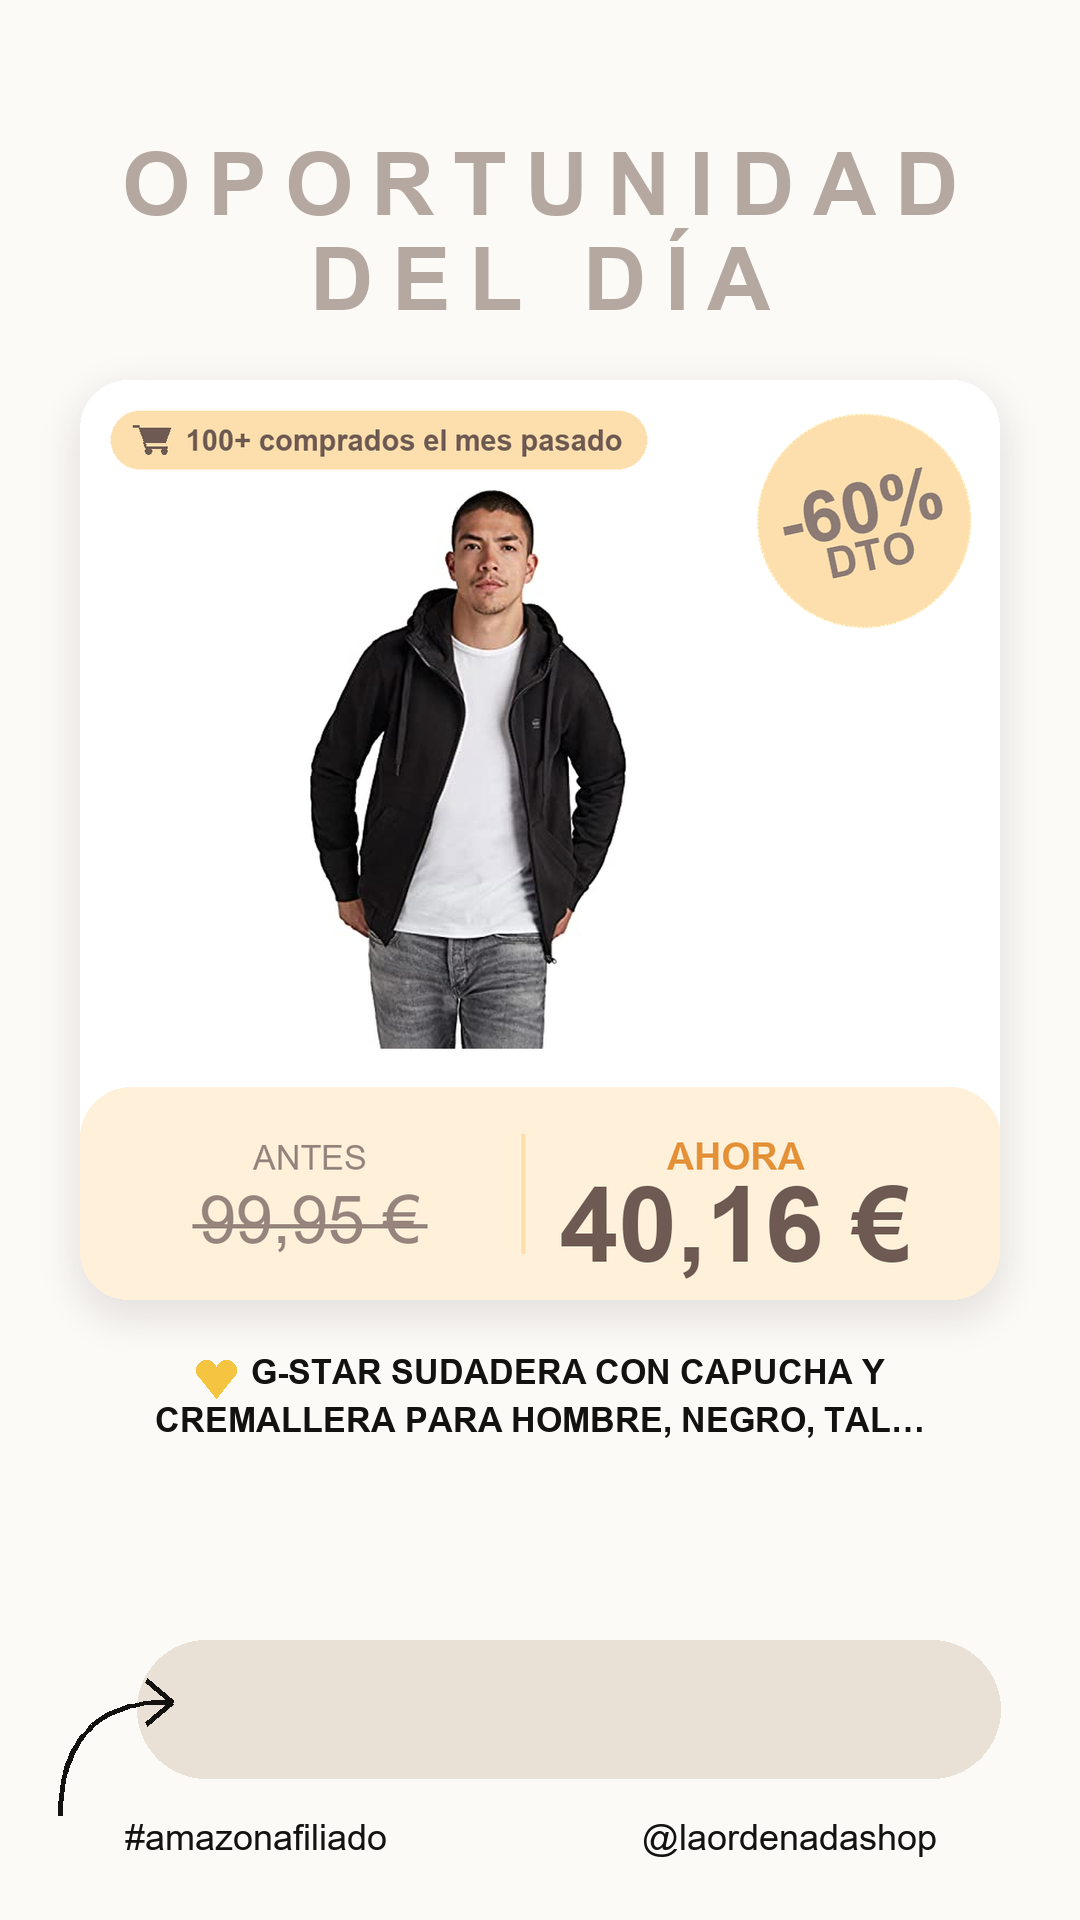 OPORTUNIDAD
DEL DÍA
100+ comprados el mes pasado
-60%
DTO
ANTES
99,95 €
AHORA
40,16 €
G-STAR SUDADERA CON CAPUCHA Y
CREMALLERA PARA HOMBRE, NEGRO, TAL...
#amazonafiliado
@laordenadashop